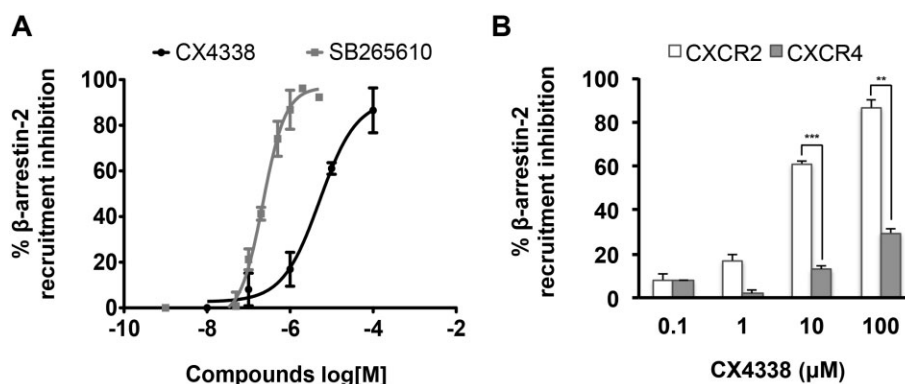 A
CX4338 SB265610
% β-arrestin-2
recruitment inhibition
100
80
60
40
20
0
-10 -8 -6 -4 -2
Compounds log[M]
B
CXCR2 CXCR4
% β-arrestin-2
recruitment inhibition
100
80
60
40
20
0
***
**
0.1 1 10 100
CX4338 (µM)